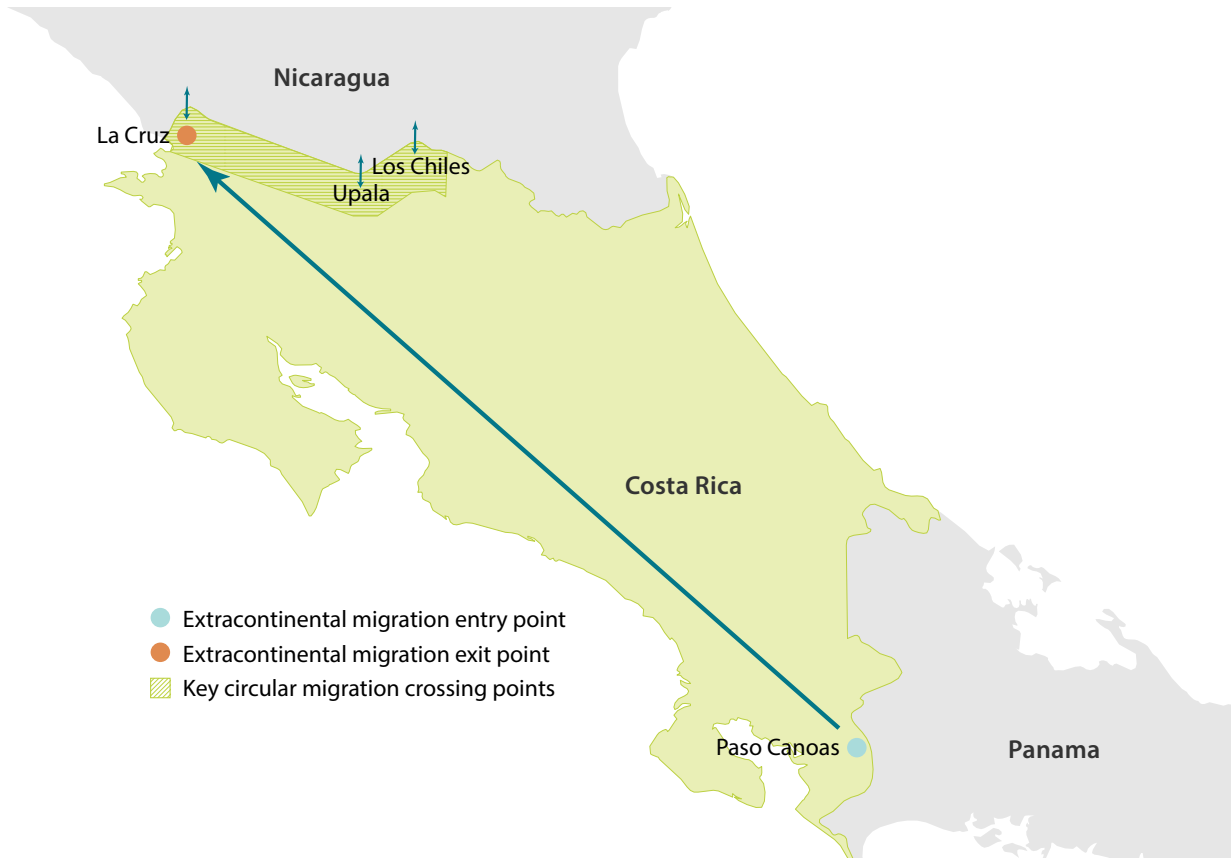 Nicaragua
La Cruz
Los Chiles
Upala
Costa Rica
Extracontinental migration entry point
Extracontinental migration exit point
Key circular migration crossing points
Paso Canoas
Panama